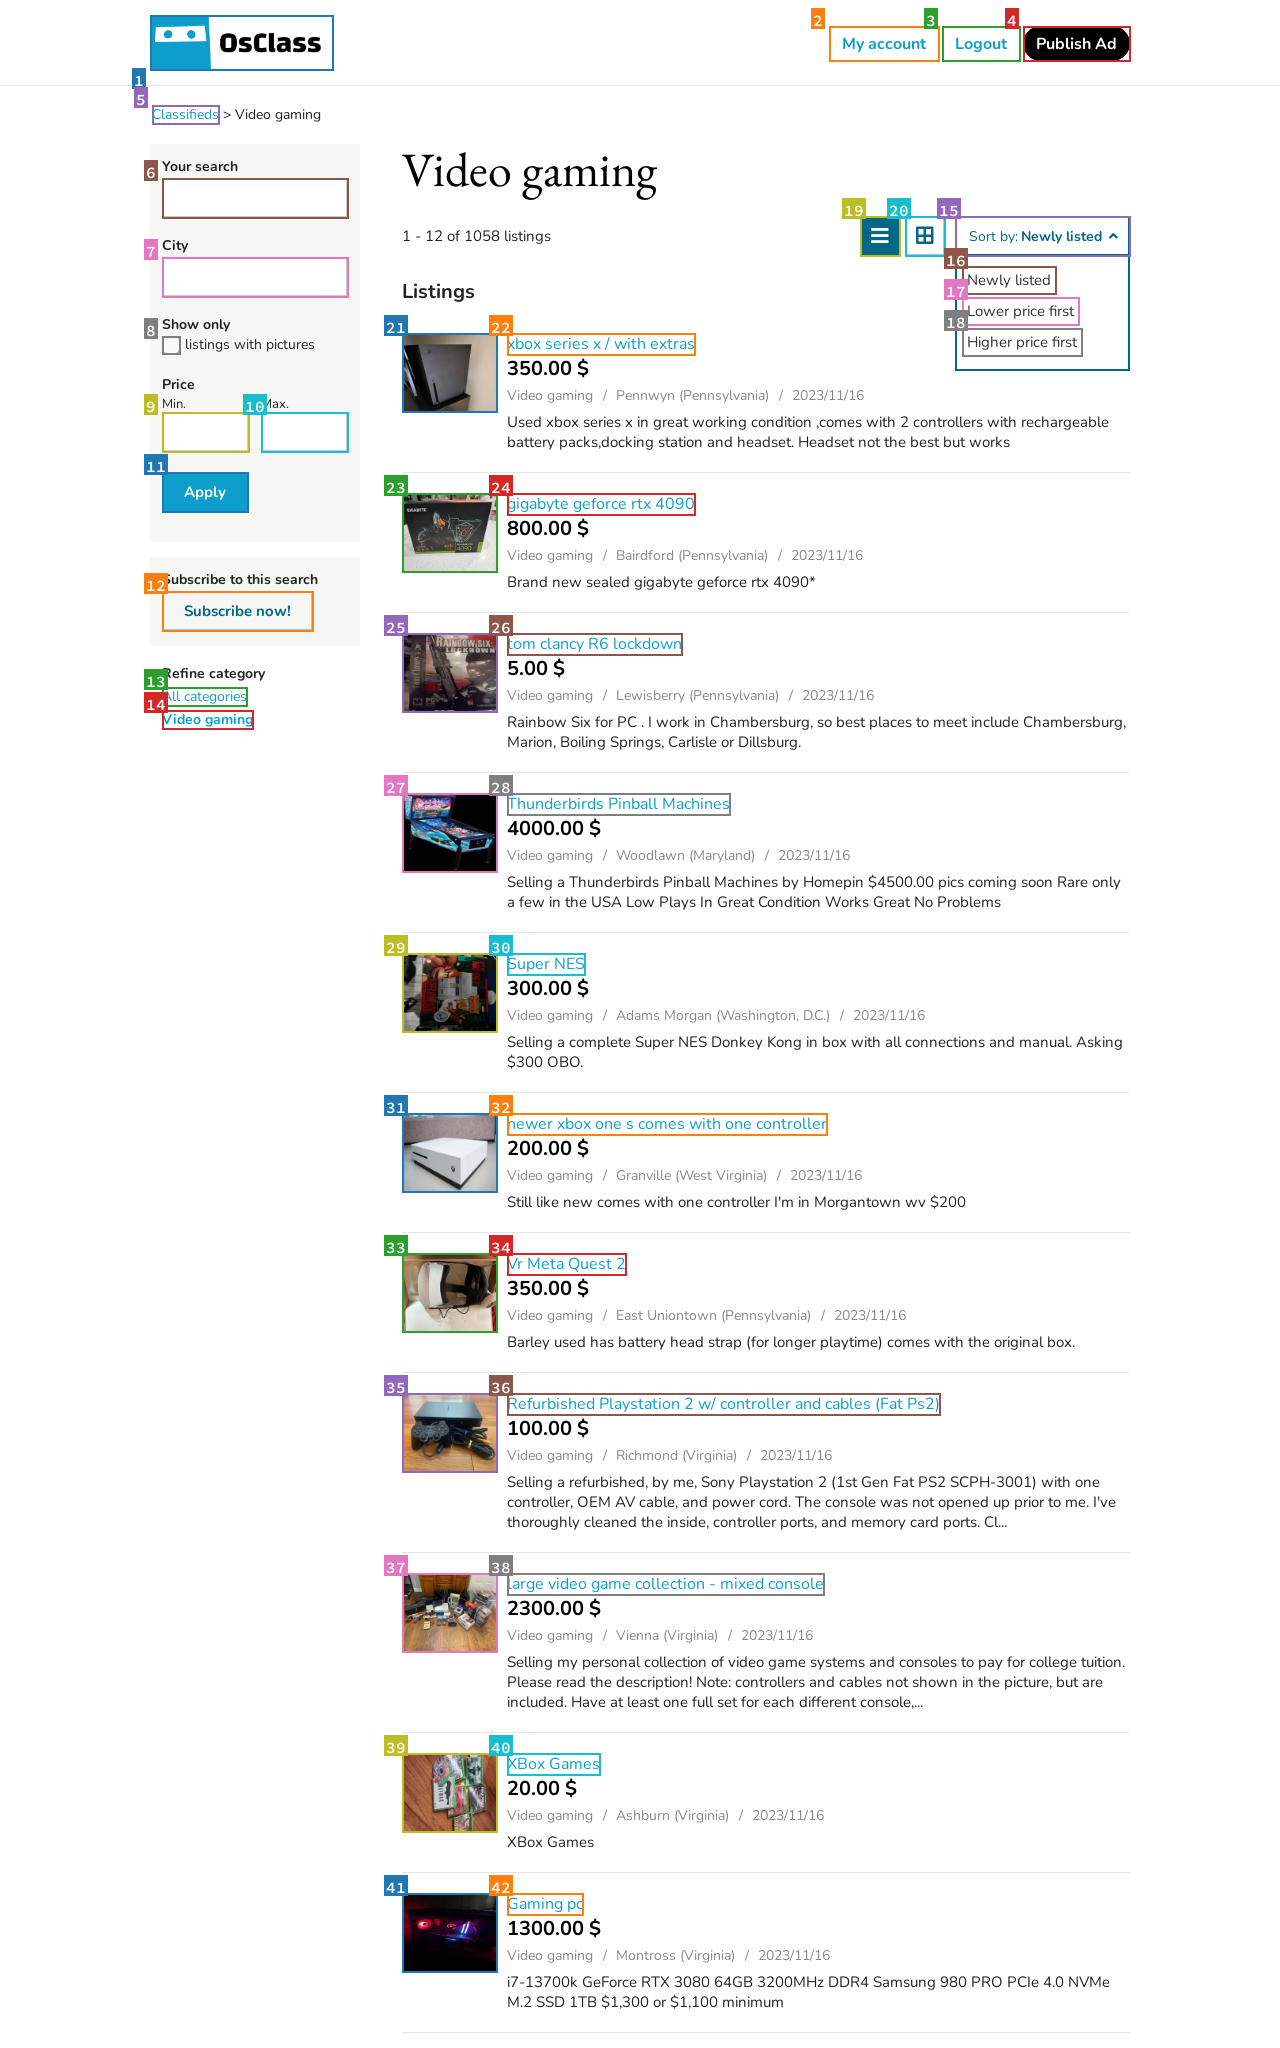 OsClass
1
2
My account
3
Logout
4
Publish Ad
5
Classifieds > Video gaming
6
Your search
7
City
8
Show only
listings with pictures
Price
9
Min.
10
Max.
11
Apply
12
Subscribe to this search
Subscribe now!
Refine category
13
All categories
14
Video gaming
Video gaming
1 - 12 of 1058 listings
19
20
15
Sort by: Newly listed
16
Newly listed
17
Lower price first
18
Higher price first
Listings
21
22
xbox series x / with extras
350.00 $
Video gaming / Pennwyn (Pennsylvania) / 2023/11/16
Used xbox series x in great working condition ,comes with 2 controllers with rechargeable
battery packs,docking station and headset. Headset not the best but works
23
24
gigabyte geforce rtx 4090
800.00 $
Video gaming / Bairdford (Pennsylvania) / 2023/11/16
Brand new sealed gigabyte geforce rtx 4090*
25
26
tom clancy R6 lockdown
5.00 $
Video gaming / Lewisberry (Pennsylvania) / 2023/11/16
Rainbow Six for PC . I work in Chambersburg, so best places to meet include Chambersburg,
Marion, Boiling Springs, Carlisle or Dillsburg.
27
28
Thunderbirds Pinball Machines
4000.00 $
Video gaming / Woodlawn (Maryland) / 2023/11/16
Selling a Thunderbirds Pinball Machines by Homepin $4500.00 pics coming soon Rare only
a few in the USA Low Plays In Great Condition Works Great No Problems
29
30
Super NES
300.00 $
Video gaming / Adams Morgan (Washington, D.C.) / 2023/11/16
Selling a complete Super NES Donkey Kong in box with all connections and manual. Asking
$300 OBO.
31
32
newer xbox one s comes with one controller
200.00 $
Video gaming / Granville (West Virginia) / 2023/11/16
Still like new comes with one controller I'm in Morgantown wv $200
33
34
Vr Meta Quest 2
350.00 $
Video gaming / East Uniontown (Pennsylvania) / 2023/11/16
Barley used has battery head strap (for longer playtime) comes with the original box.
35
36
Refurbished Playstation 2 w/ controller and cables (Fat Ps2)
100.00 $
Video gaming / Richmond (Virginia) / 2023/11/16
Selling a refurbished, by me, Sony Playstation 2 (1st Gen Fat PS2 SCPH-3001) with one
controller, OEM AV cable, and power cord. The console was not opened up prior to me. I've
thoroughly cleaned the inside, controller ports, and memory card ports. Cl...
37
38
large video game collection - mixed console
2300.00 $
Video gaming / Vienna (Virginia) / 2023/11/16
Selling my personal collection of video game systems and consoles to pay for college tuition.
Please read the description! Note: controllers and cables not shown in the picture, but are
included. Have at least one full set for each different console,...
39
40
XBox Games
20.00 $
Video gaming / Ashburn (Virginia) / 2023/11/16
XBox Games
41
42
Gaming pc
1300.00 $
Video gaming / Montross (Virginia) / 2023/11/16
i7-13700k GeForce RTX 3080 64GB 3200MHz DDR4 Samsung 980 PRO PCIe 4.0 NVMe
M.2 SSD 1TB $1,300 or $1,100 minimum